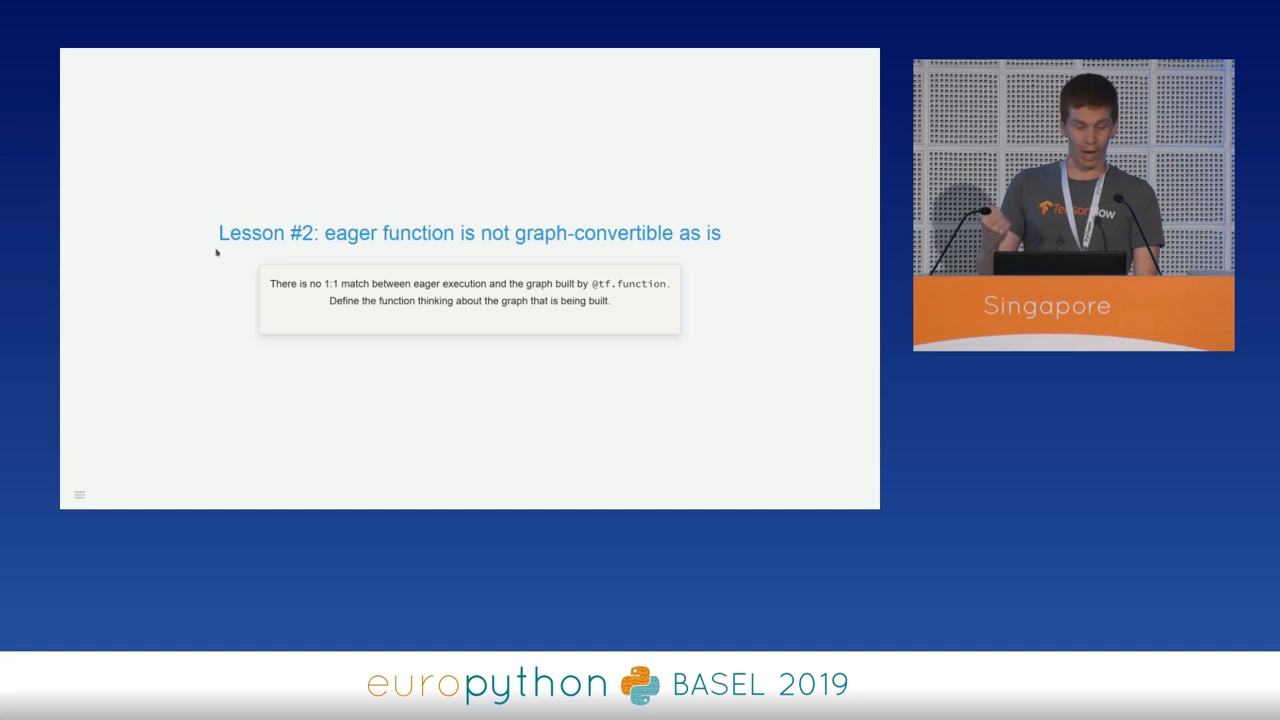 Lesson #2: eager function is not graph-convertible as is
There is no 1:1 match between eager execution and the graph built by @tf.function.
Define the function thinking about the graph that is being built.
TensorFlow
Singapore
europython BASEL 2019